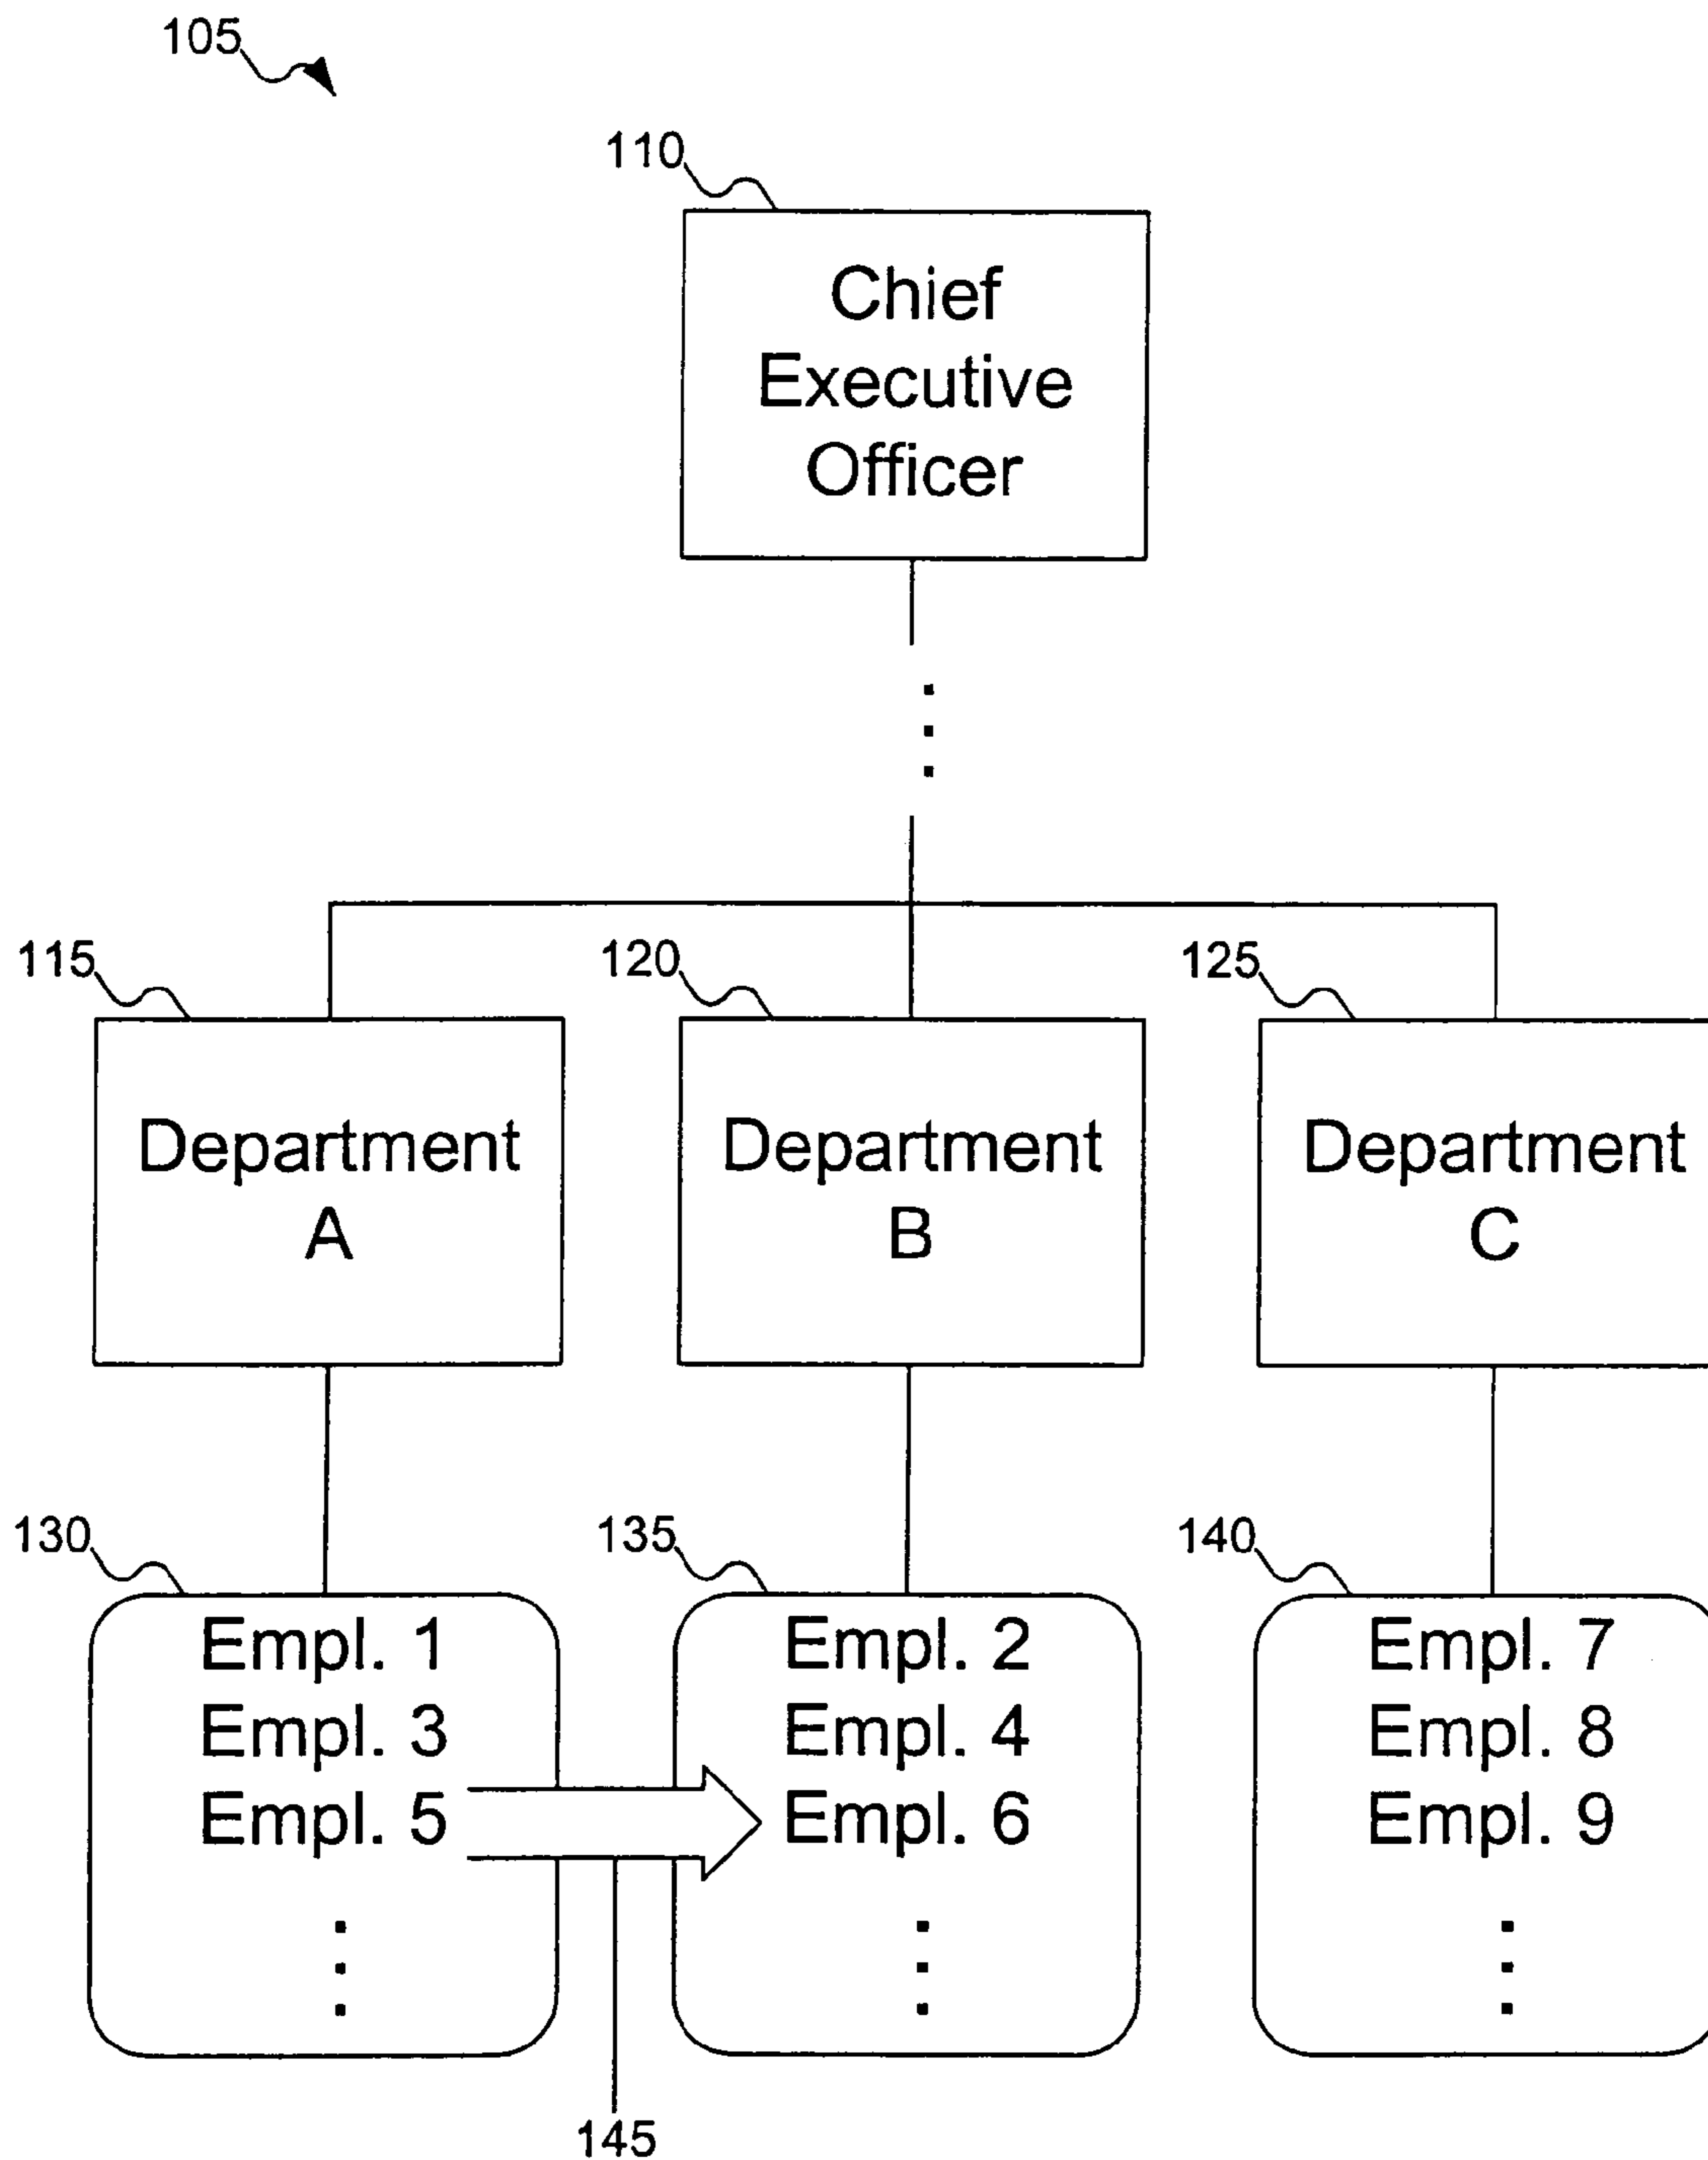 105
110
Chief
Executive
Officer
115
120
125
Department
A
Department
B
Department
C
130
135
140
Empl. 1
Empl. 3
Empl. 5
Empl. 2
Empl. 4
Empl. 6
Empl. 7
Empl. 8
Empl. 9
145